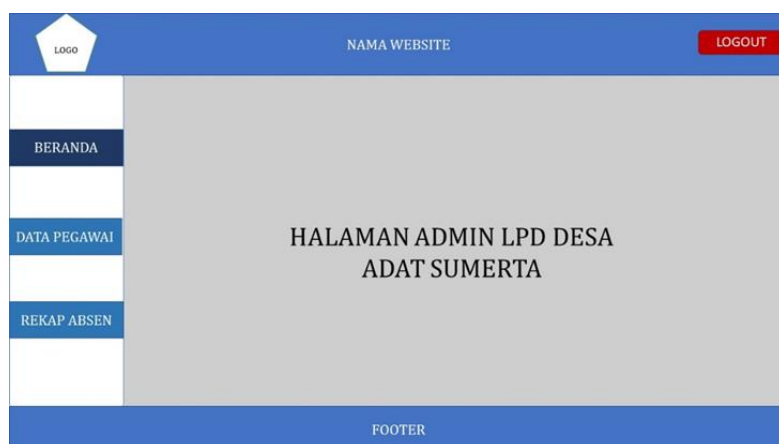 LOGO
NAMA WEBSITE
LOGOUT
BERANDA
DATA PEGAWAI
REKAP ABSEN
HALAMAN ADMIN LPD DESA
ADAT SUMERTA
FOOTER